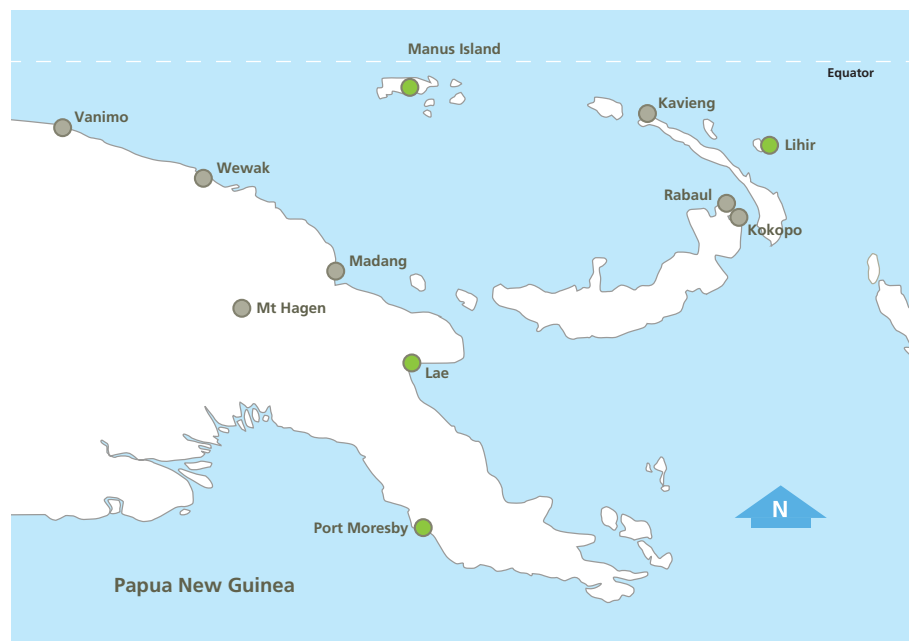 Manus Island
Equator
Kavieng
Vanimo
Lihir
Wewak
Rabaul
Kokopo
Madang
Mt Hagen
Lae
N
Port Moresby
Papua New Guinea